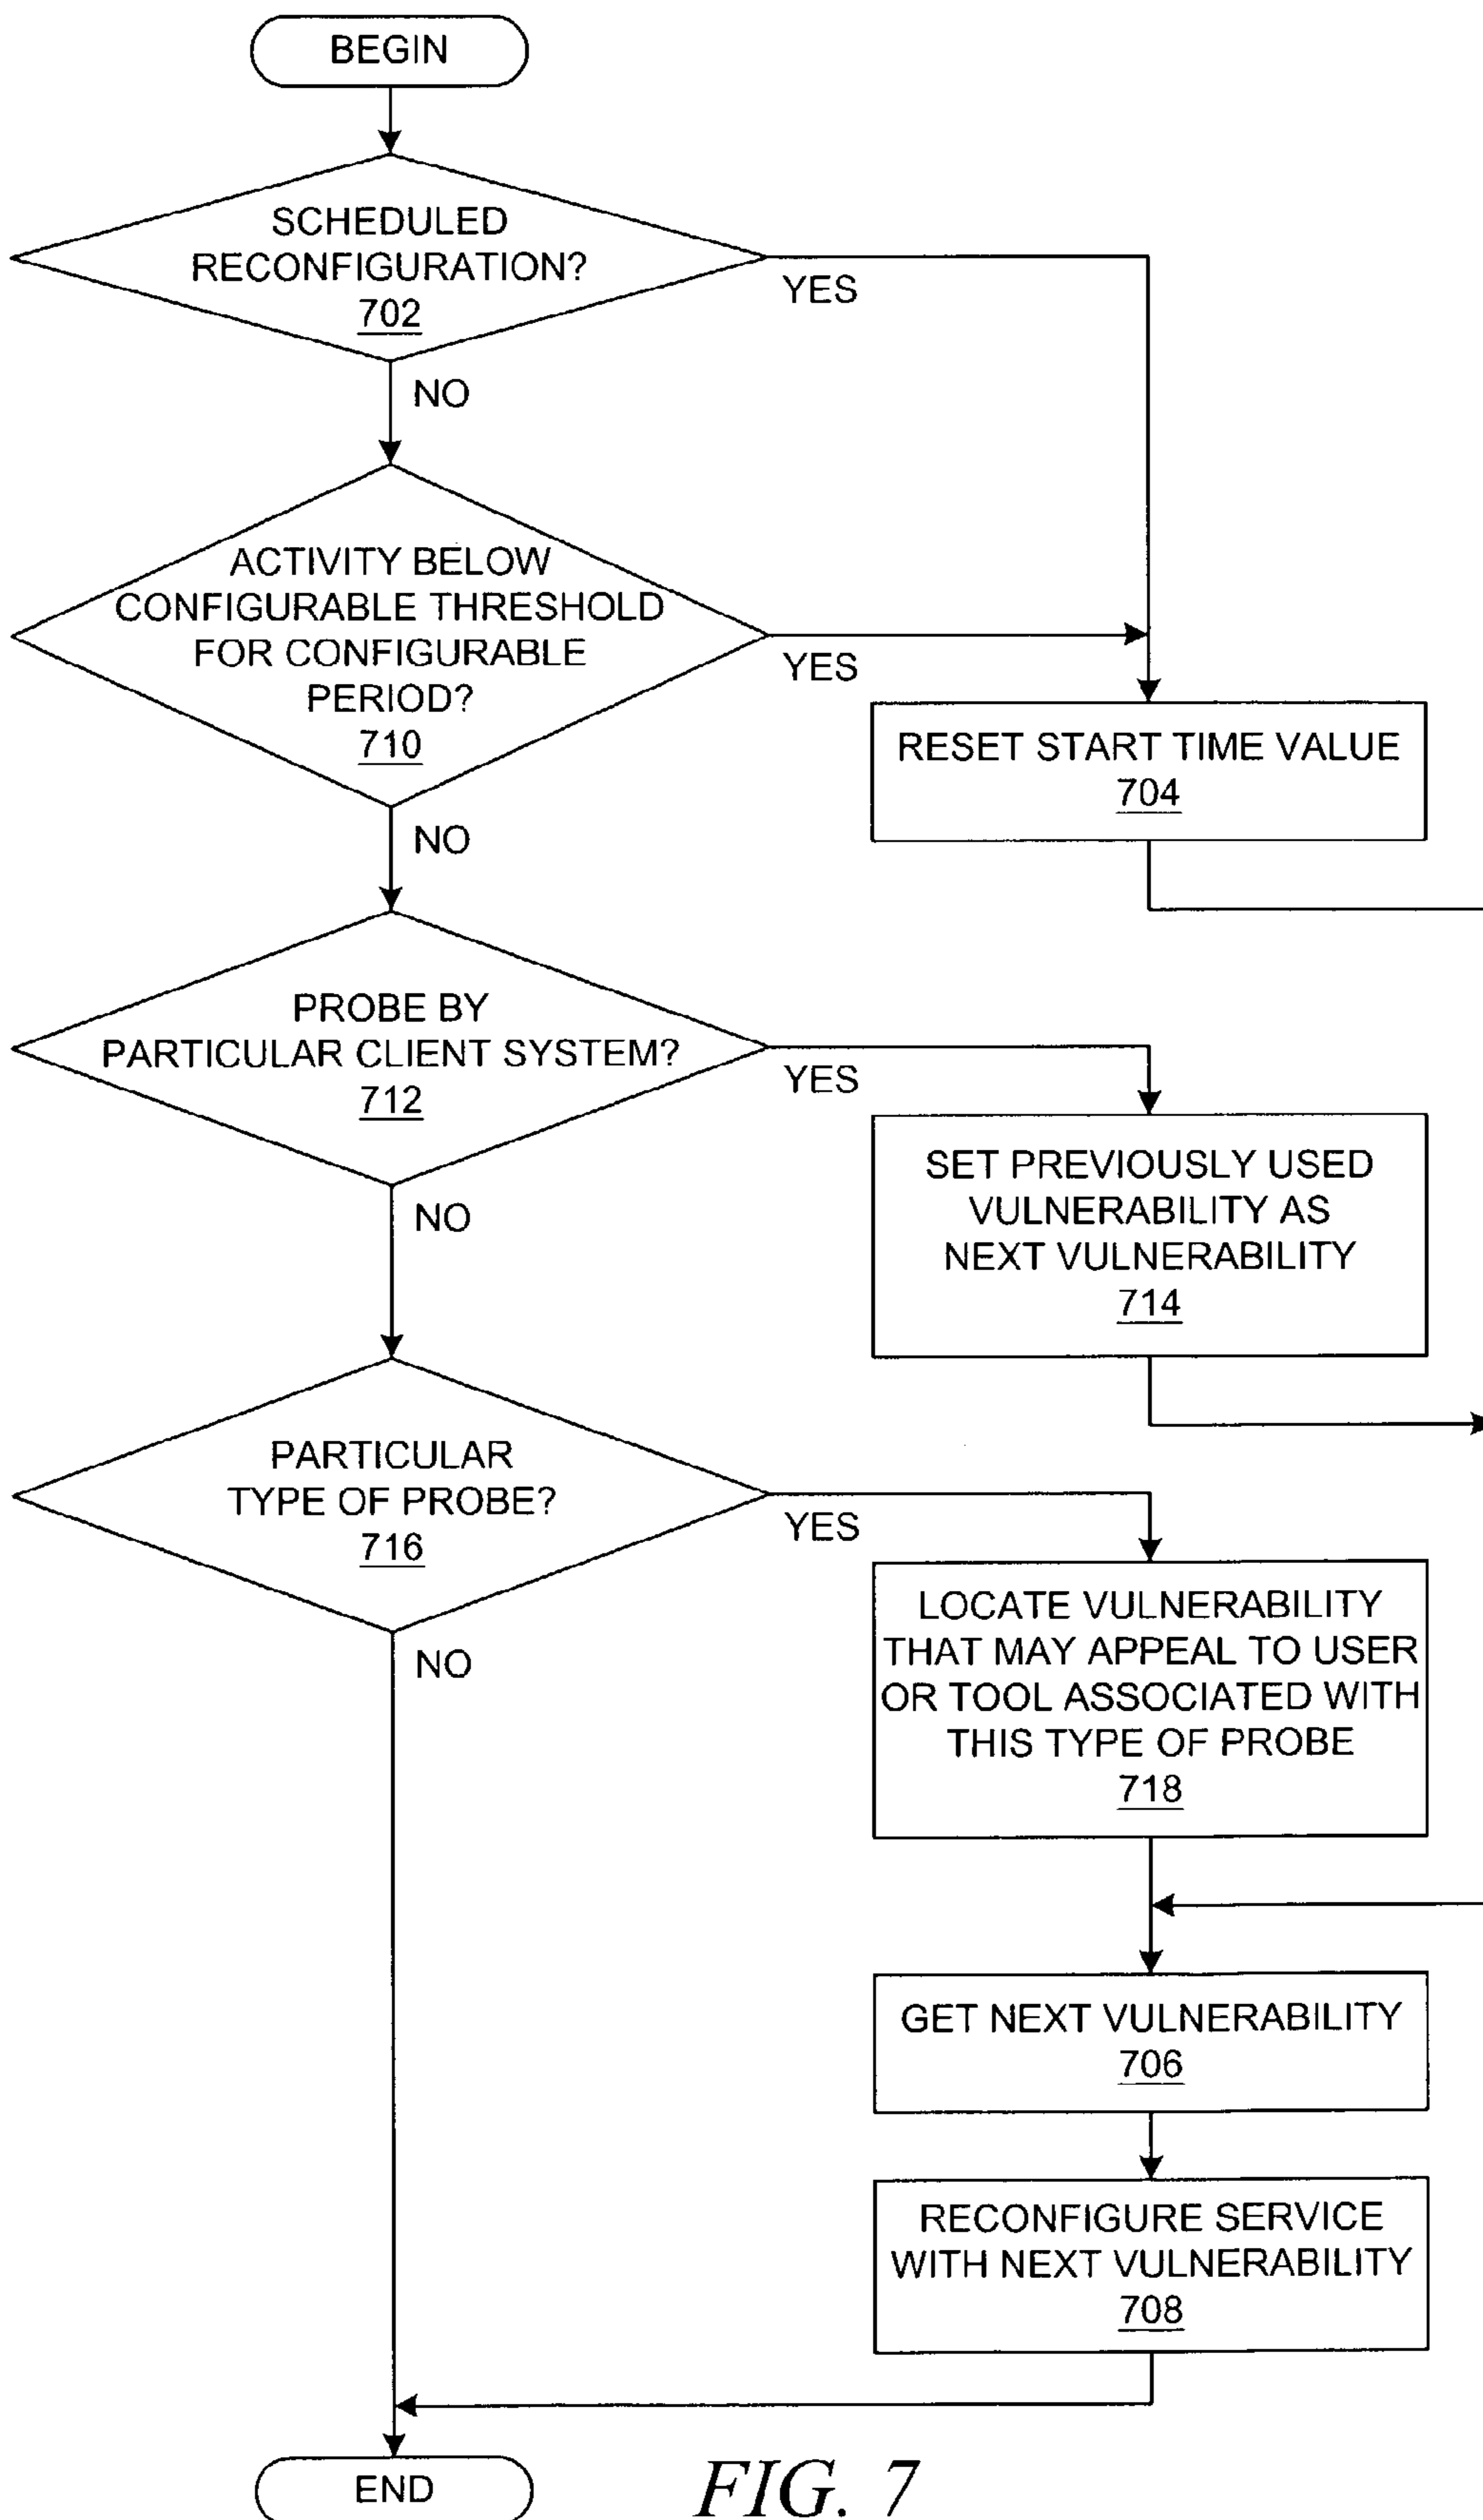 BEGIN
SCHEDULED
RECONFIGURATION?
702
YES
NO
ACTIVITY BELOW
CONFIGURABLE THRESHOLD
FOR CONFIGURABLE
PERIOD?
710
YES
RESET START TIME VALUE
704
NO
PROBE BY
PARTICULAR CLIENT SYSTEM?
712
YES
SET PREVIOUSLY USED
VULNERABILITY AS
NEXT VULNERABILITY
714
NO
PARTICULAR
TYPE OF PROBE?
716
YES
LOCATE VULNERABILITY
THAT MAY APPEAL TO USER
OR TOOL ASSOCIATED WITH
THIS TYPE OF PROBE
718
NO
GET NEXT VULNERABILITY
706
RECONFIGURE SERVICE
WITH NEXT VULNERABILITY
708
END
FIG. 7